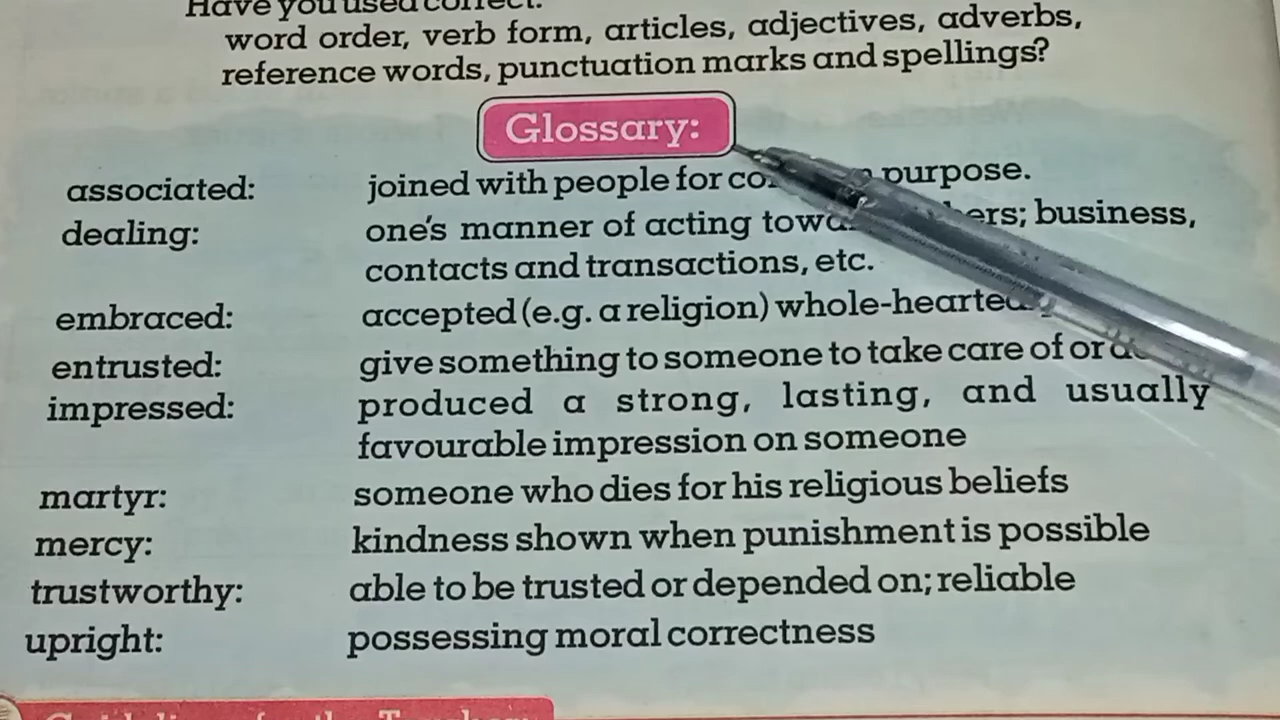 Have you used correct:
word order, verb form, articles, adjectives, adverbs,
reference words, punctuation marks and spellings?
Glossary:
associated: joined with people for purpose.
dealing: one's manner of acting business,
contacts and transactions, etc.
embraced: accepted (e.g. a religion)
entrusted: give something to someone to take care of or
impressed: produced a strong, lasting, and usually
favourable impression on someone
martyr: someone who dies for his religious beliefs
mercy: kindness shown when punishment is possible
trustworthy: able to be trusted or depended on; reliable
upright: possessing moral correctness